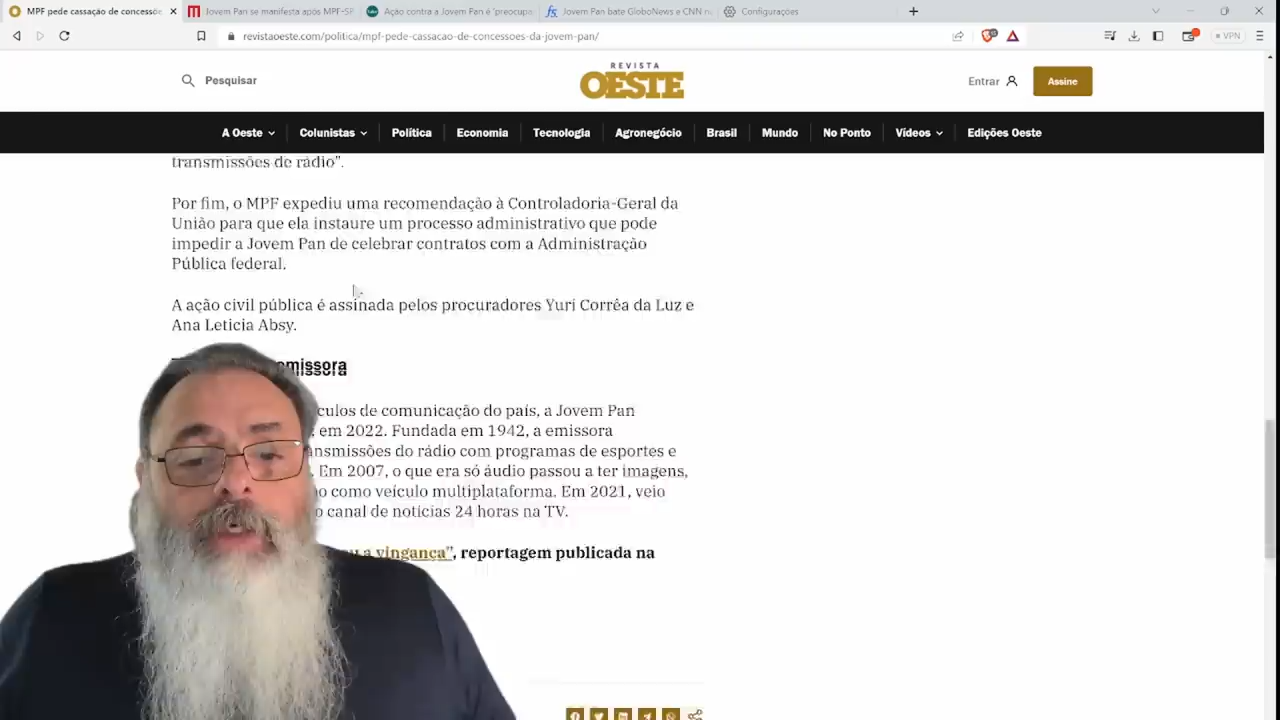 MPF pede cassação de concessõe
Jovem Pan se manifesta após MPF-SP
Ação contra a Jovem Pan é 'preocupa
Jovem Pan bate GloboNews e CNN n
Configurações
revistaoeste.com/politica/mpf-pede-cassacao-de-concessoes-da-jovem-pan/
VPN
Pesquisar
REVISTA
OESTE
Entrar
Assine
A Oeste
Colunistas
Política
Economia
Tecnologia
Agronegócio
Brasil
Mundo
No Ponto
Vídeos
Edições Oeste
transmissões de rádio".
Por fim, o MPF expediu uma recomendação à Controladoria-Geral da
União para que ela instaure um processo administrativo que pode
impedir a Jovem Pan de celebrar contratos com a Administração
Pública federal.
A ação civil pública é assinada pelos procuradores Yuri Corrêa da Luz e
Ana Letícia Absy.
emissora
culos de comunicação do país, a Jovem Pan
em 2022. Fundada em 1942, a emissora
ansmissões do rádio com programas de esportes e
Em 2007, o que era só áudio passou a ter imagens,
o como veículo multiplataforma. Em 2021, veio
o canal de notícias 24 horas na TV.
u a vingança", reportagem publicada na